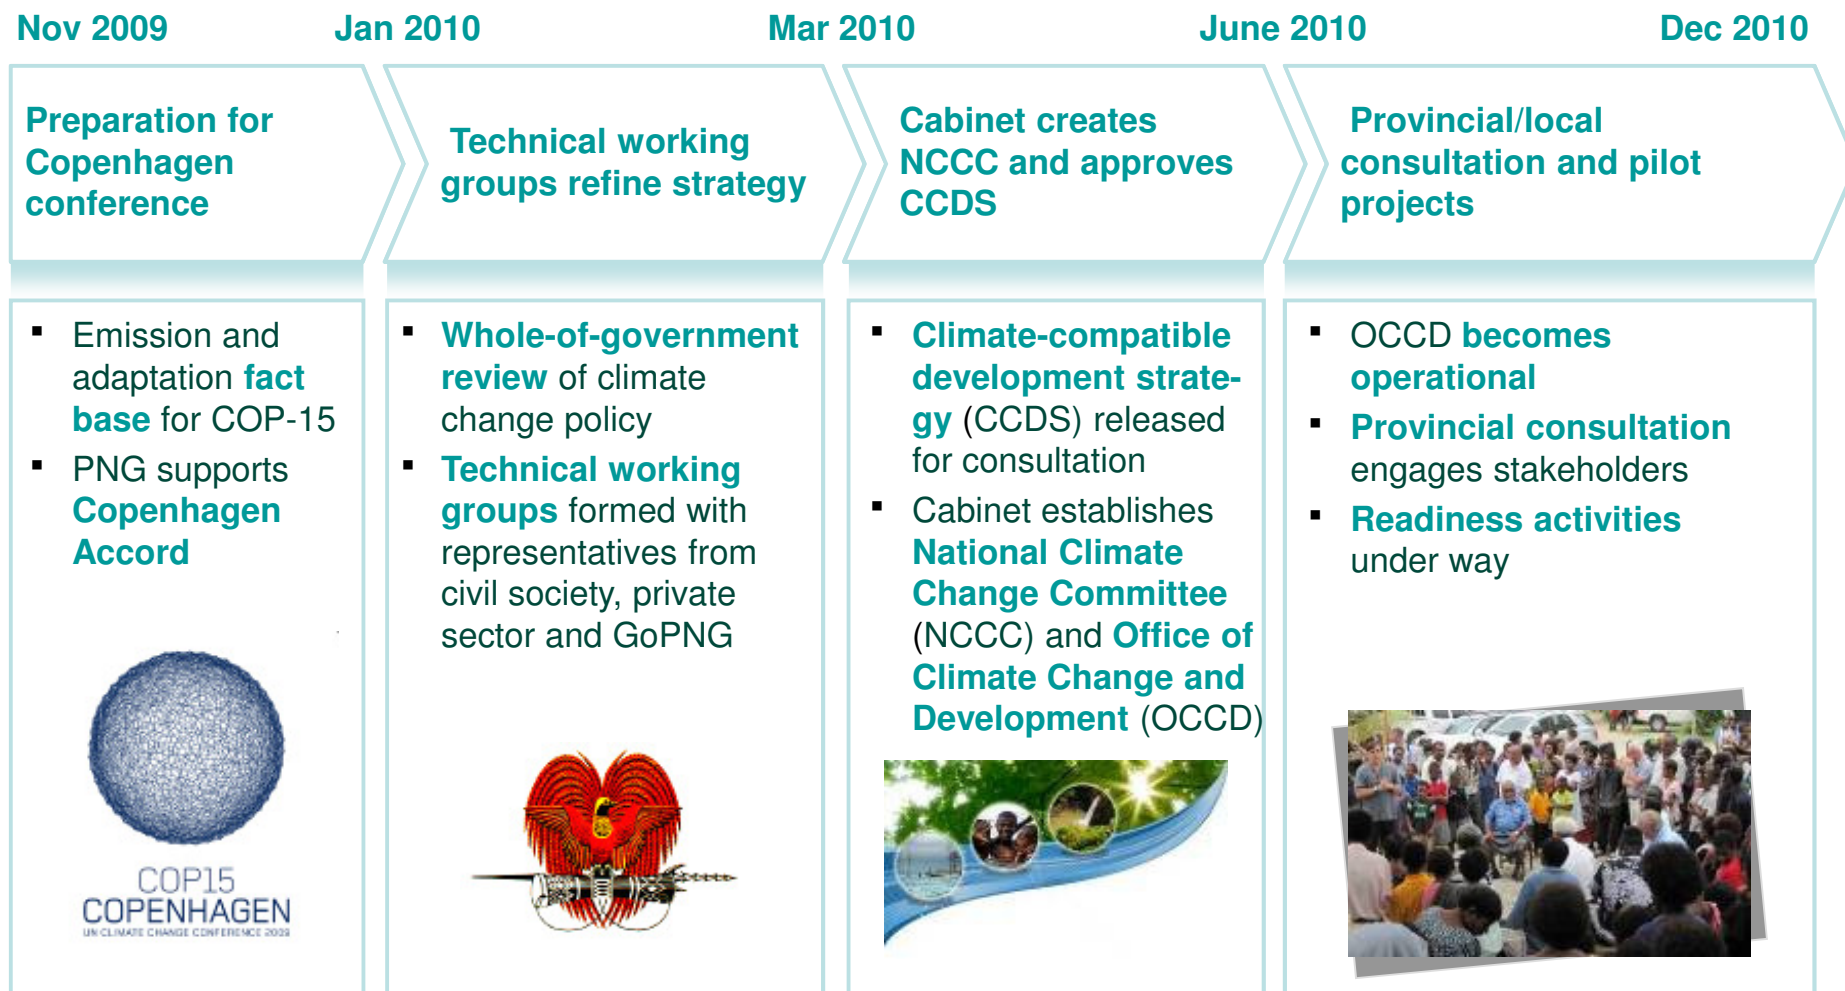 Nov 2009
Jan 2010
Mar 2010
June 2010
Dec 2010
Preparation for
Copenhagen
conference
Technical working
groups refine strategy
Cabinet creates
NCCC and approves
CCDS
Provincial/local
consultation and pilot
projects
▪ Emission and
adaptation fact
base for COP-15
▪ PNG supports
Copenhagen
Accord
COP15
COPENHAGEN
UN CLIMATE CHANGE CONFERENCE 2009
▪ Whole-of-government
review of climate
change policy
▪ Technical working
groups formed with
representatives from
civil society, private
sector and GoPNG
▪ Climate-compatible
development strate-
gy (CCDS) released
for consultation
▪ Cabinet establishes
National Climate
Change Committee
(NCCC) and Office of
Climate Change and
Development (OCCD)
▪ OCCD becomes
operational
▪ Provincial consultation
engages stakeholders
▪ Readiness activities
under way